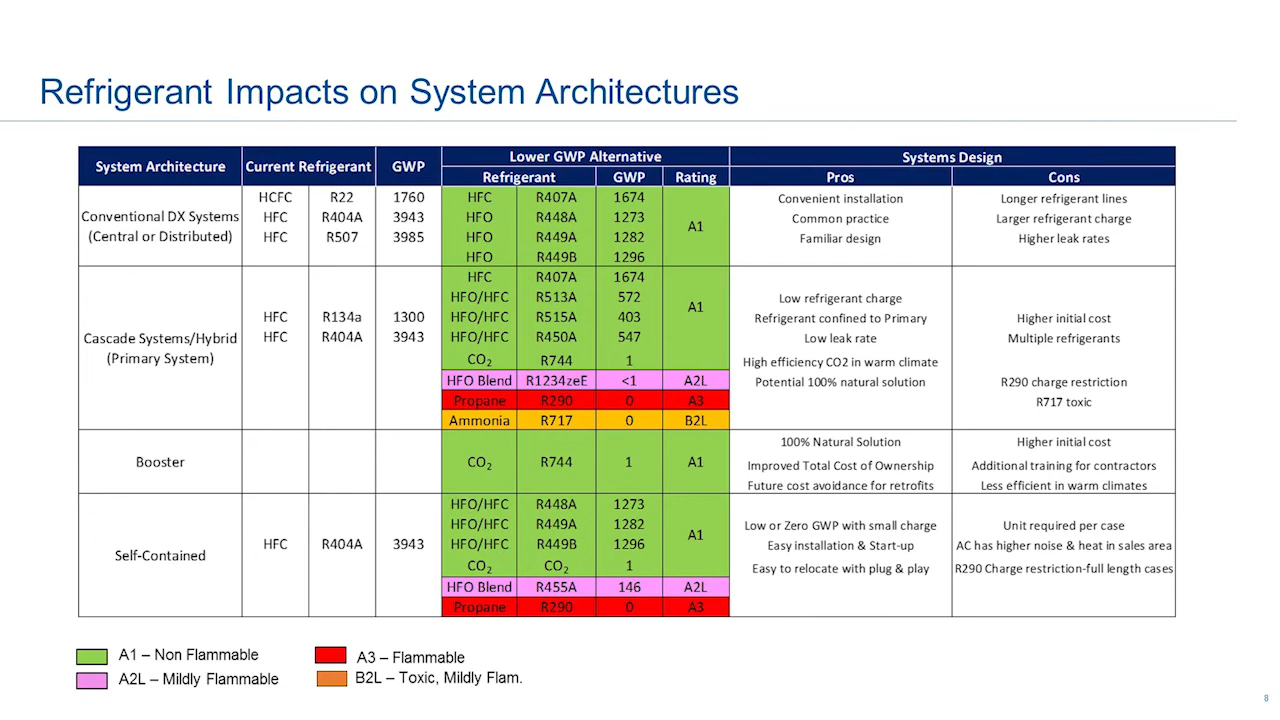 Refrigerant Impacts on System Architectures
System Architecture Current Refrigerant GWP Lower GWP Alternative Systems Design
Refrigerant GWP Rating Pros Cons
Conventional DX Systems
(Central or Distributed)
HCFC R22 1760
HFC R404A 3943
HFC R507 3985
HFC R407A 1674
HFO R448A 1273
HFO R449A 1282
HFO R449B 1296
A1
Convenient installation
Common practice
Familiar design
Longer refrigerant lines
Larger refrigerant charge
Higher leak rates
Cascade Systems/Hybrid
(Primary System)
HFC R134a 1300
HFC R404A 3943
HFC R407A 1674
HFO/HFC R513A 572
HFO/HFC R515A 403
HFO/HFC R450A 547
CO₂ R744 1
A1
HFO Blend R1234zeE <1 A2L
Propane R290 0 A3
Ammonia R717 0 B2L
Low refrigerant charge
Refrigerant confined to Primary
Low leak rate
High efficiency CO2 in warm climate
Potential 100% natural solution
Higher initial cost
Multiple refrigerants
R290 charge restriction
R717 toxic
Booster
CO₂ R744 1 A1
100% Natural Solution
Improved Total Cost of Ownership
Future cost avoidance for retrofits
Higher initial cost
Additional training for contractors
Less efficient in warm climates
Self-Contained
HFC R404A 3943
HFO/HFC R448A 1273
HFO/HFC R449A 1282
HFO/HFC R449B 1296
CO₂ CO₂ 1
A1
HFO Blend R455A 146 A2L
Propane R290 0 A3
Low or Zero GWP with small charge
Easy installation & Start-up
Easy to relocate with plug & play
Unit required per case
AC has higher noise & heat in sales area
R290 Charge restriction-full length cases
A1 – Non Flammable
A3 – Flammable
A2L – Mildly Flammable
B2L – Toxic, Mildly Flam.
8